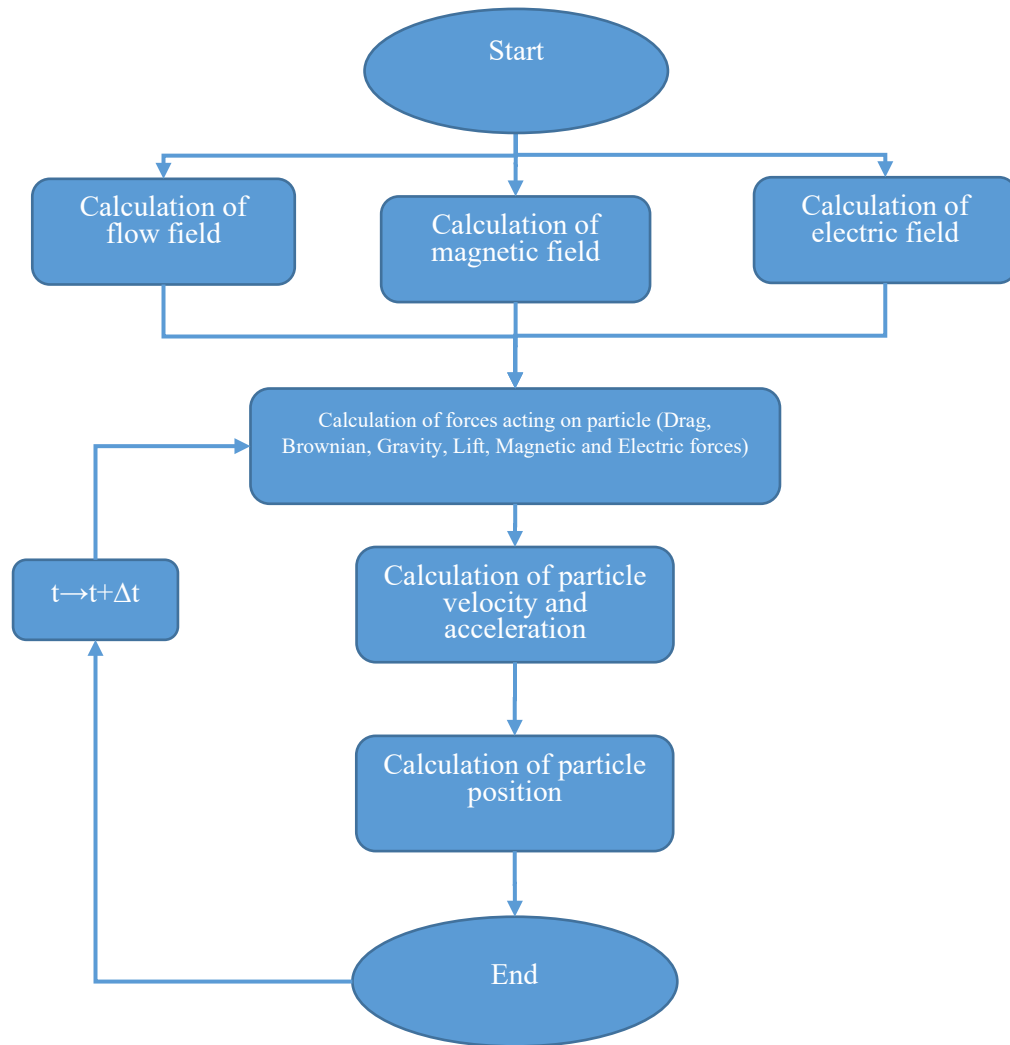 Start
Calculation of
flow field
Calculation of
magnetic field
Calculation of
electric field
Calculation of forces acting on particle (Drag,
Brownian, Gravity, Lift, Magnetic and Electric forces)
Calculation of particle
velocity and
acceleration
t→t+Δt
Calculation of particle
position
End